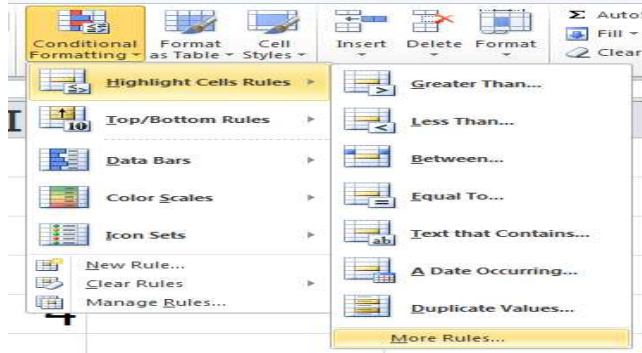 Conditional Formatting
Format as Table
Cell Styles
Insert
Delete
Format
Σ Auto
Fill
Clear
Highlight Cells Rules
Top/Bottom Rules
Data Bars
Color Scales
Icon Sets
New Rule...
Clear Rules
Manage Rules...
Greater Than...
Less Than...
Between...
Equal To...
Text that Contains...
A Date Occurring...
Duplicate Values...
More Rules...